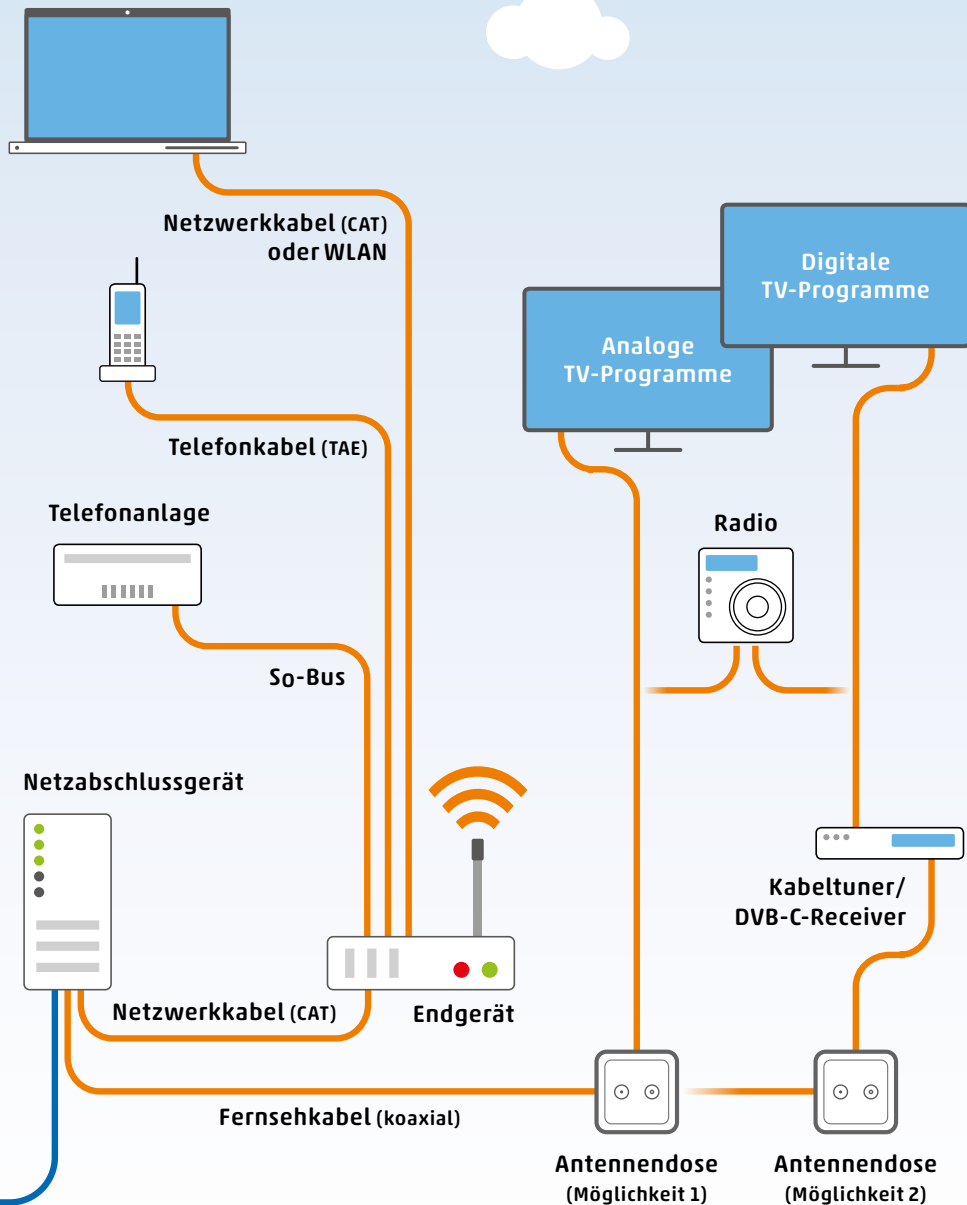 Netzwerkkabel (CAT)
oder WLAN
Digitale
TV-Programme
Analoge
TV-Programme
Telefonkabel (TAE)
Telefonanlage
Radio
So-Bus
Netzabschlussgerät
Kabeltuner/
DVB-C-Receiver
Netzwerkkabel (CAT)
Endgerät
Fernsehkabel (koaxial)
Antennendose
(Möglichkeit 1)
Antennendose
(Möglichkeit 2)